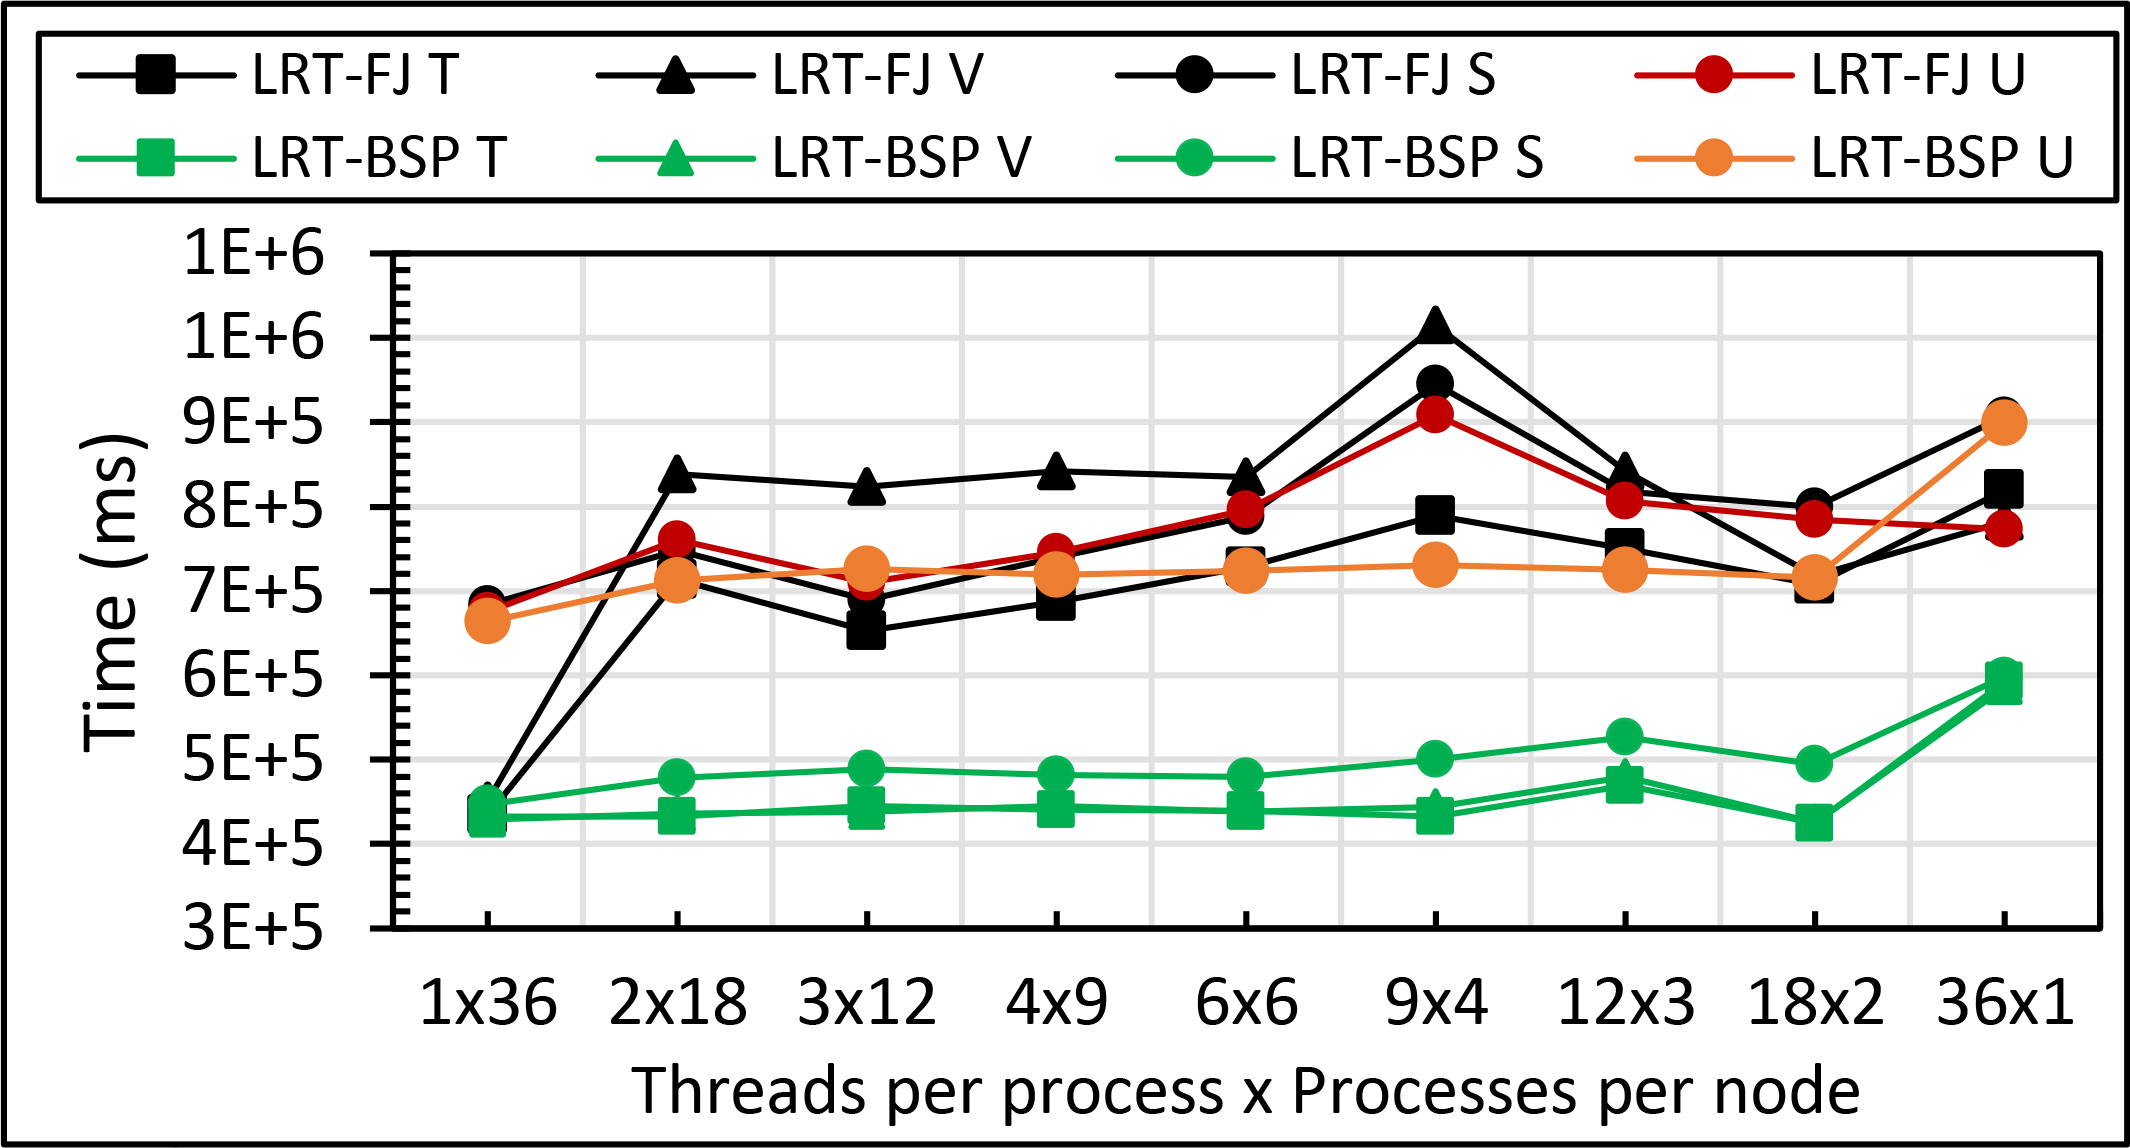 LRT-FJ T LRT-FJ V LRT-FJ S LRT-FJ U
LRT-BSP T LRT-BSP V LRT-BSP S LRT-BSP U
1E+6
1E+6
9E+5
8E+5
7E+5
6E+5
5E+5
4E+5
3E+5
Time (ms)
1x36 2x18 3x12 4x9 6x6 9x4 12x3 18x2 36x1
Threads per process x Processes per node